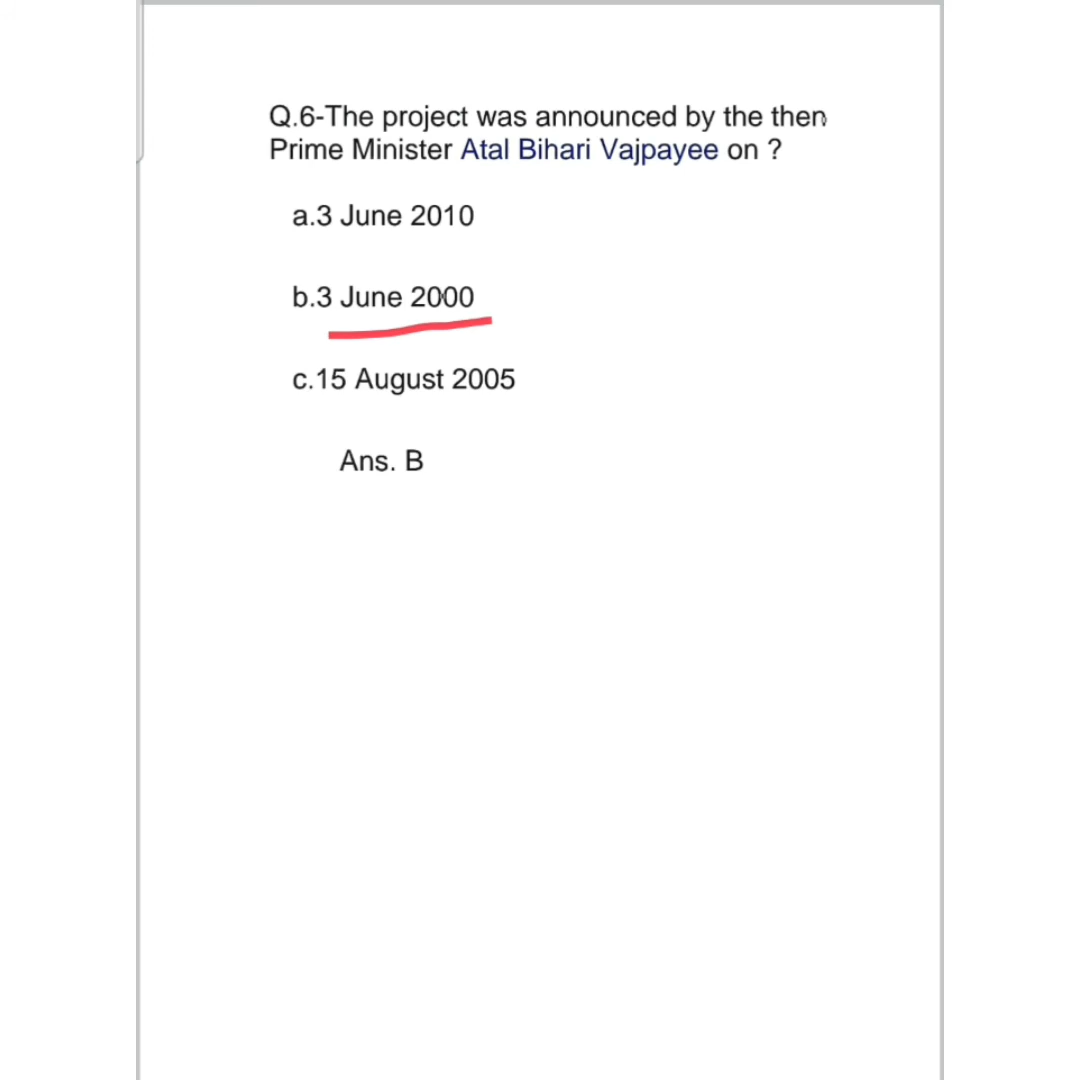 Q.6-The project was announced by the then
Prime Minister Atal Bihari Vajpayee on ?
a.3 June 2010
b.3 June 2000
c.15 August 2005
Ans. B